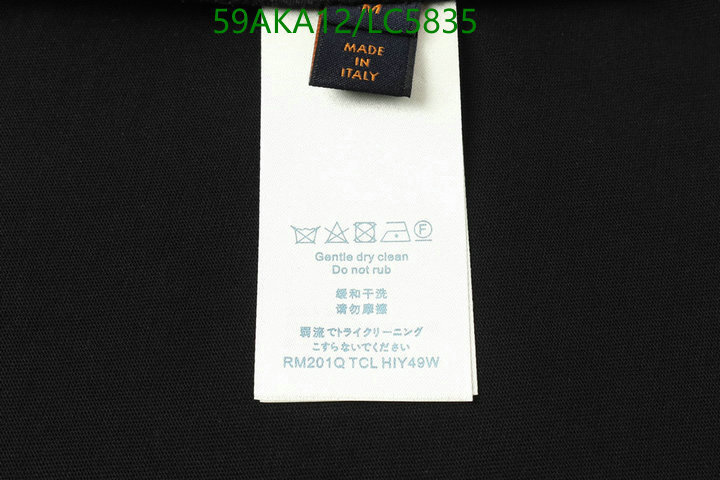 59AKA12/LC5835
M
MADE
IN
ITALY
F
Gentle dry clean
Do not rub
缓和干洗
请勿摩擦
弱流でトライクリーニング
こすらないでください
RM201Q TCL HIY49W